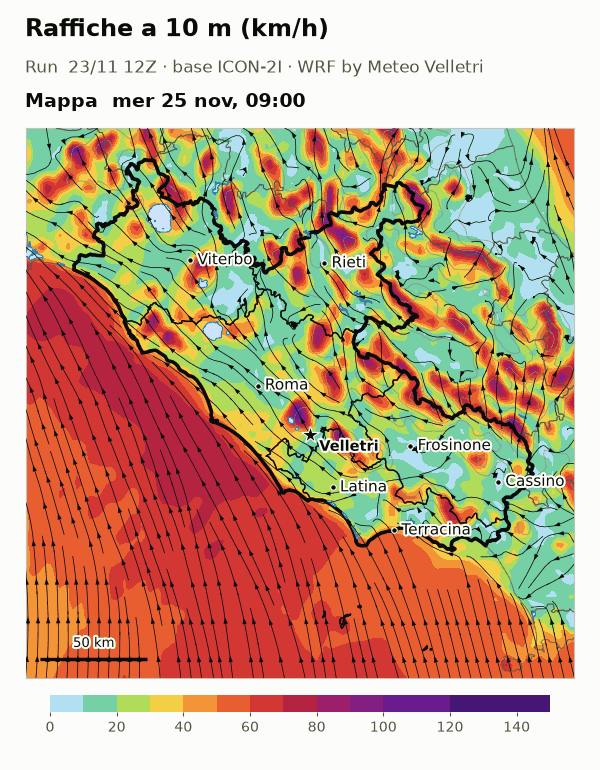 Raffiche a 10 m (km/h)
Run 23/11 12Z · base ICON-2I · WRF by Meteo Velletri
Mappa mer 25 nov, 09:00
Viterbo
Rieti
Roma
Velletri
Frosinone
Cassino
Latina
Terracina
50 km
0 20 40 60 80 100 120 140